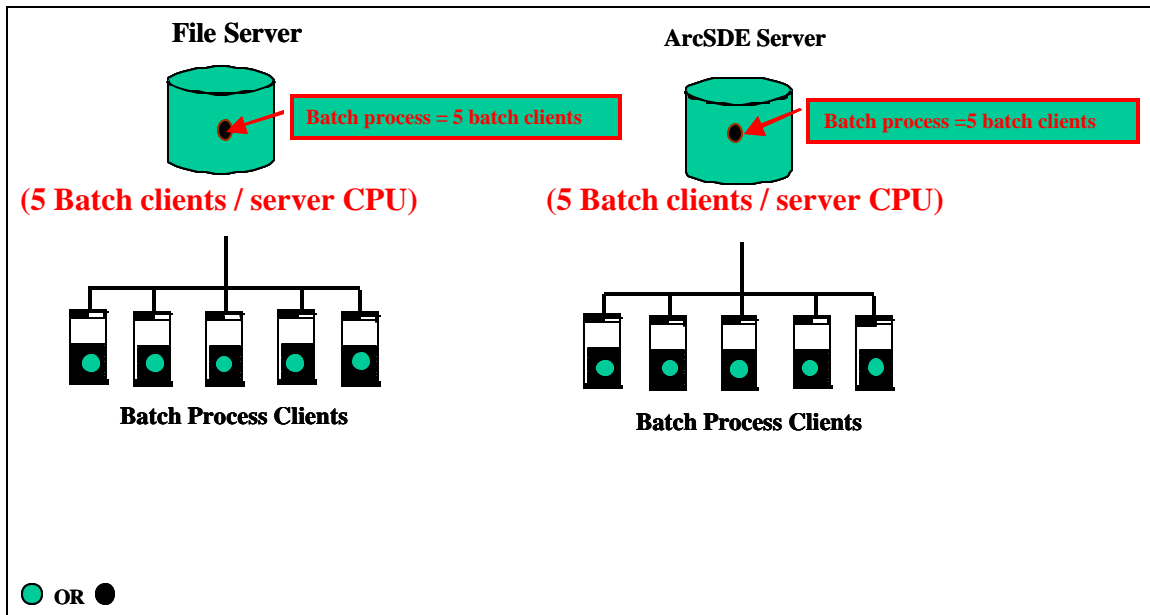 File Server
ArcSDE Server
Batch process = 5 batch clients
Batch process =5 batch clients
(5 Batch clients / server CPU)
(5 Batch clients / server CPU)
Batch Process Clients
Batch Process Clients
OR